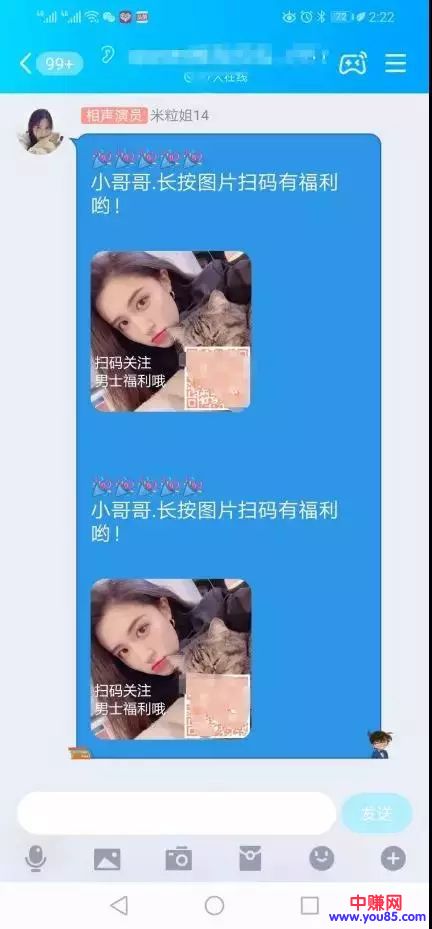 2:22
99+
人在线
相声演员 米粒姐14
小哥哥.长按图片扫码有福利
哟！
扫码关注
男士福利哦
小哥哥.长按图片扫码有福利
哟！
扫码关注
男士福利哦
发送
中赚网
www.you85.com